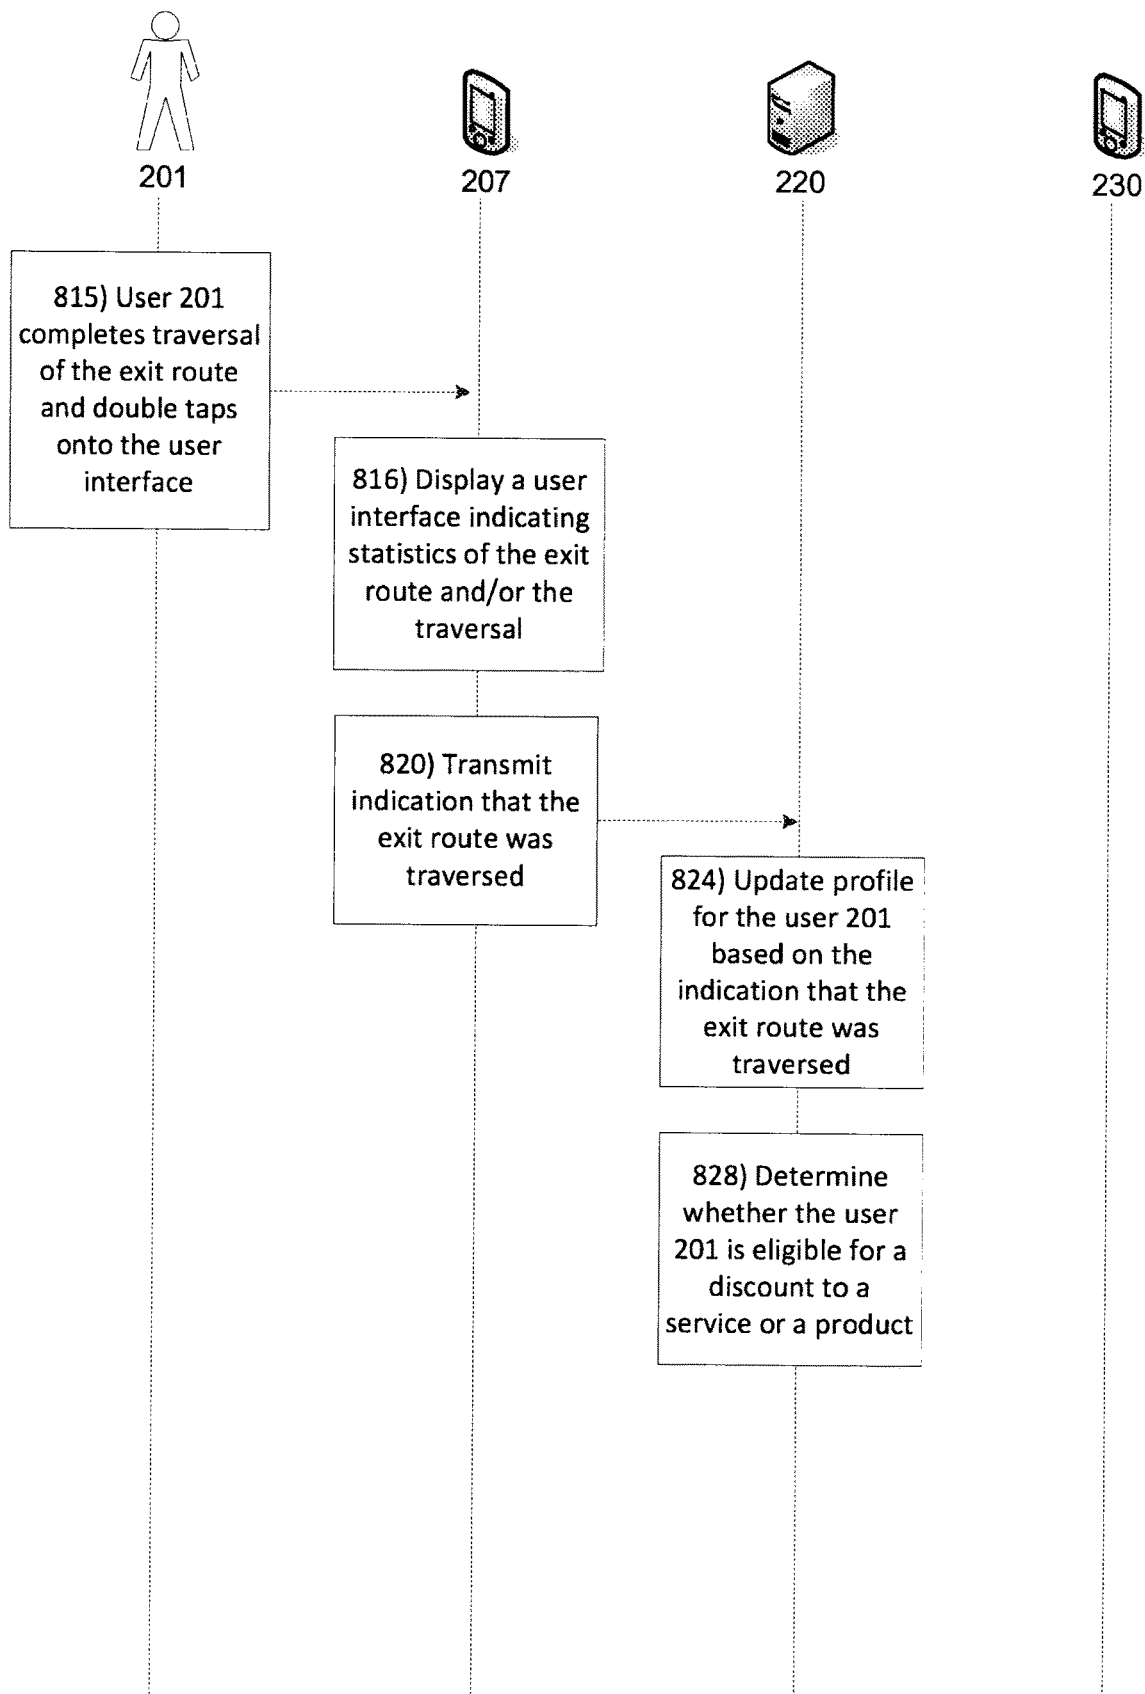 201
207
220
230
815) User 201
completes traversal
of the exit route
and double taps
onto the user
interface
816) Display a user
interface indicating
statistics of the exit
route and/or the
traversal
820) Transmit
indication that the
exit route was
traversed
824) Update profile
for the user 201
based on the
indication that the
exit route was
traversed
828) Determine
whether the user
201 is eligible for a
discount to a
service or a product